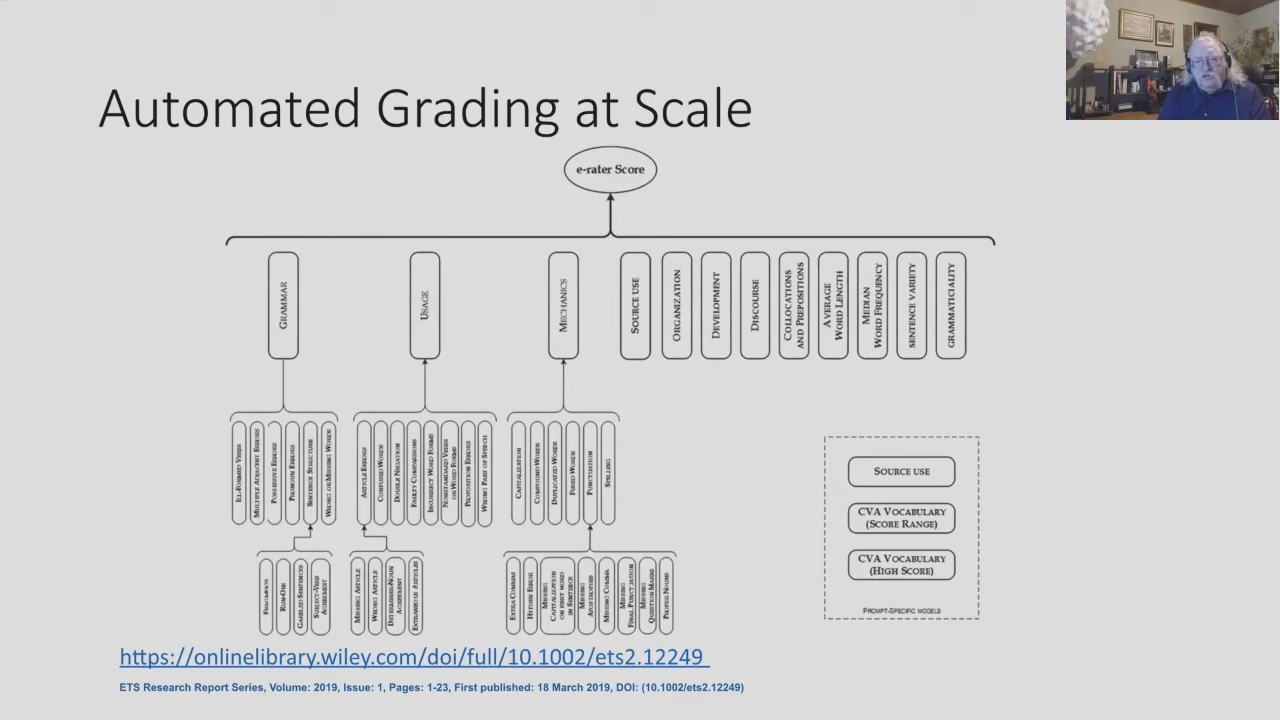 Automated Grading at Scale
e-rater Score
GRAMMAR
USAGE
MECHANICS
SOURCE USE
ORGANIZATION
DEVELOPMENT
DISCOURSE
COLLOCATIONS
AND PREPOSITIONS
AVERAGE
WORD LENGTH
MEDIAN
WORD FREQUENCY
SENTENCE VARIETY
GRAMMATICIALITY
ILL-FORMED VERBS
MULTIPLE ADJACENT ERRORS
POSSESSIVE ERRORS
PRONOUN ERRORS
SENTENCE STRUCTURE
WRONG OR MISSING WORDS
ARTICLE ERRORS
CONFUSED WORDS
DOUBLE NEGATION
FAULTY COMPARISONS
INCORRECT WORD FORMS
NONSTANDARD VERBS
OR WORD FORMS
PREPOSITION ERRORS
WRONG PART OF SPEECH
CAPITALIZATION
COMPOUND WORDS
DUPLICATED WORDS
FUSED WORDS
PUNCTUATION
SPELLING
FRAGMENTS
RUN-ONS
GARBLED SENTENCES
SUBJECT-VERB
AGREEMENT
MISSING ARTICLE
WRONG ARTICLE
DETERMINER-NOUN
AGREEMENT
EXTRANEOUS ARTICLES
EXTRA COMMAS
HYPHEN ERROR
MISSING
CAPITALIZATION
ON FIRST WORD
IN SENTENCE
MISSING
APOSTROPHES
MISSING COMMA
MISSING
FINAL PUNCTUATION
MISSING
QUESTION MARKS
PROPER NOUNS
SOURCE USE
CVA VOCABULARY
(SCORE RANGE)
CVA VOCABULARY
(HIGH SCORE)
PROMPT-SPECIFIC MODELS
https://onlinelibrary.wiley.com/doi/full/10.1002/ets2.12249
ETS Research Report Series, Volume: 2019, Issue: 1, Pages: 1-23, First published: 18 March 2019, DOI: (10.1002/ets2.12249)